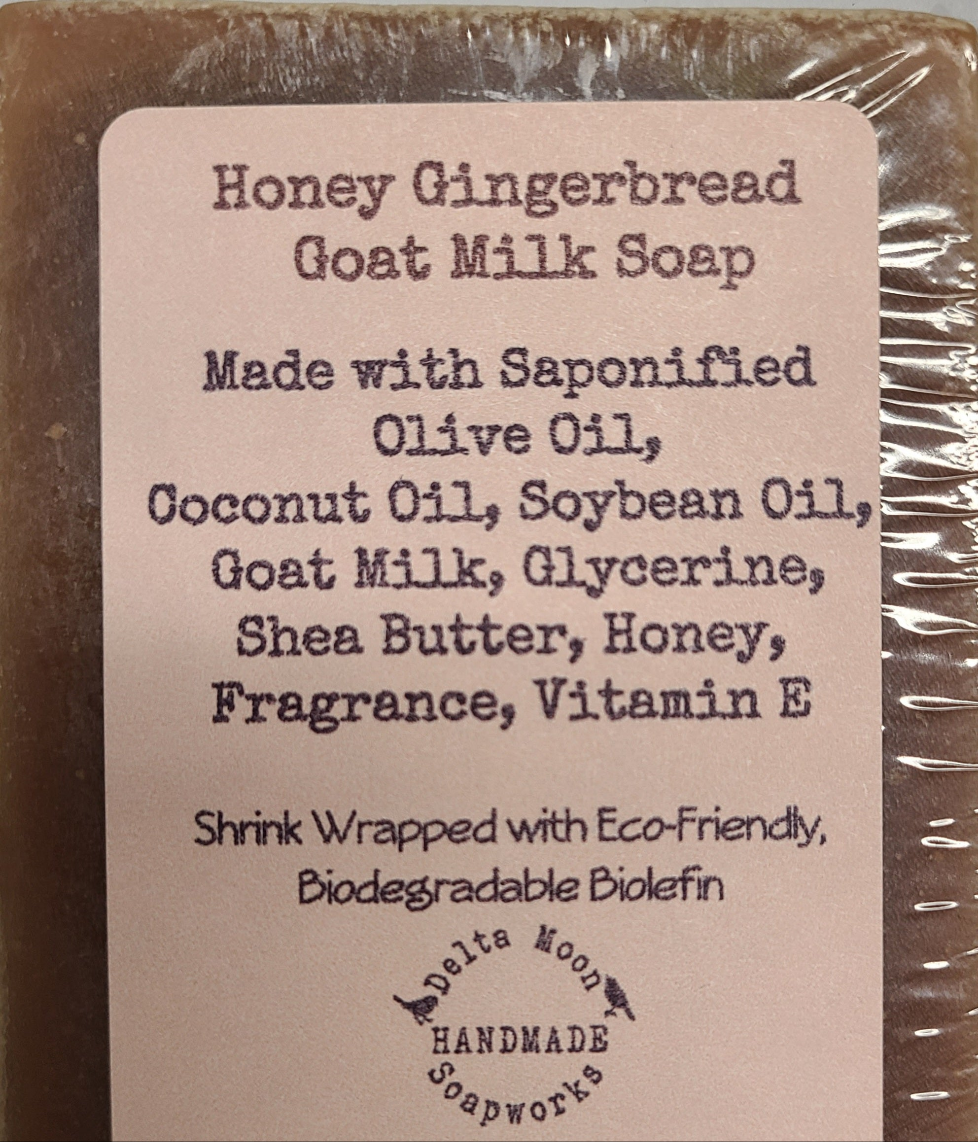 Honey Gingerbread
Goat Milk Soap
Made with Saponified
Olive Oil,
Coconut Oil, Soybean Oil,
Goat Milk, Glycerine,
Shea Butter, Honey,
Fragrance, Vitamin E
Shrink Wrapped with Eco-Friendly,
Biodegradable Biolefin
Delta Moon
HANDMADE
Soapworks